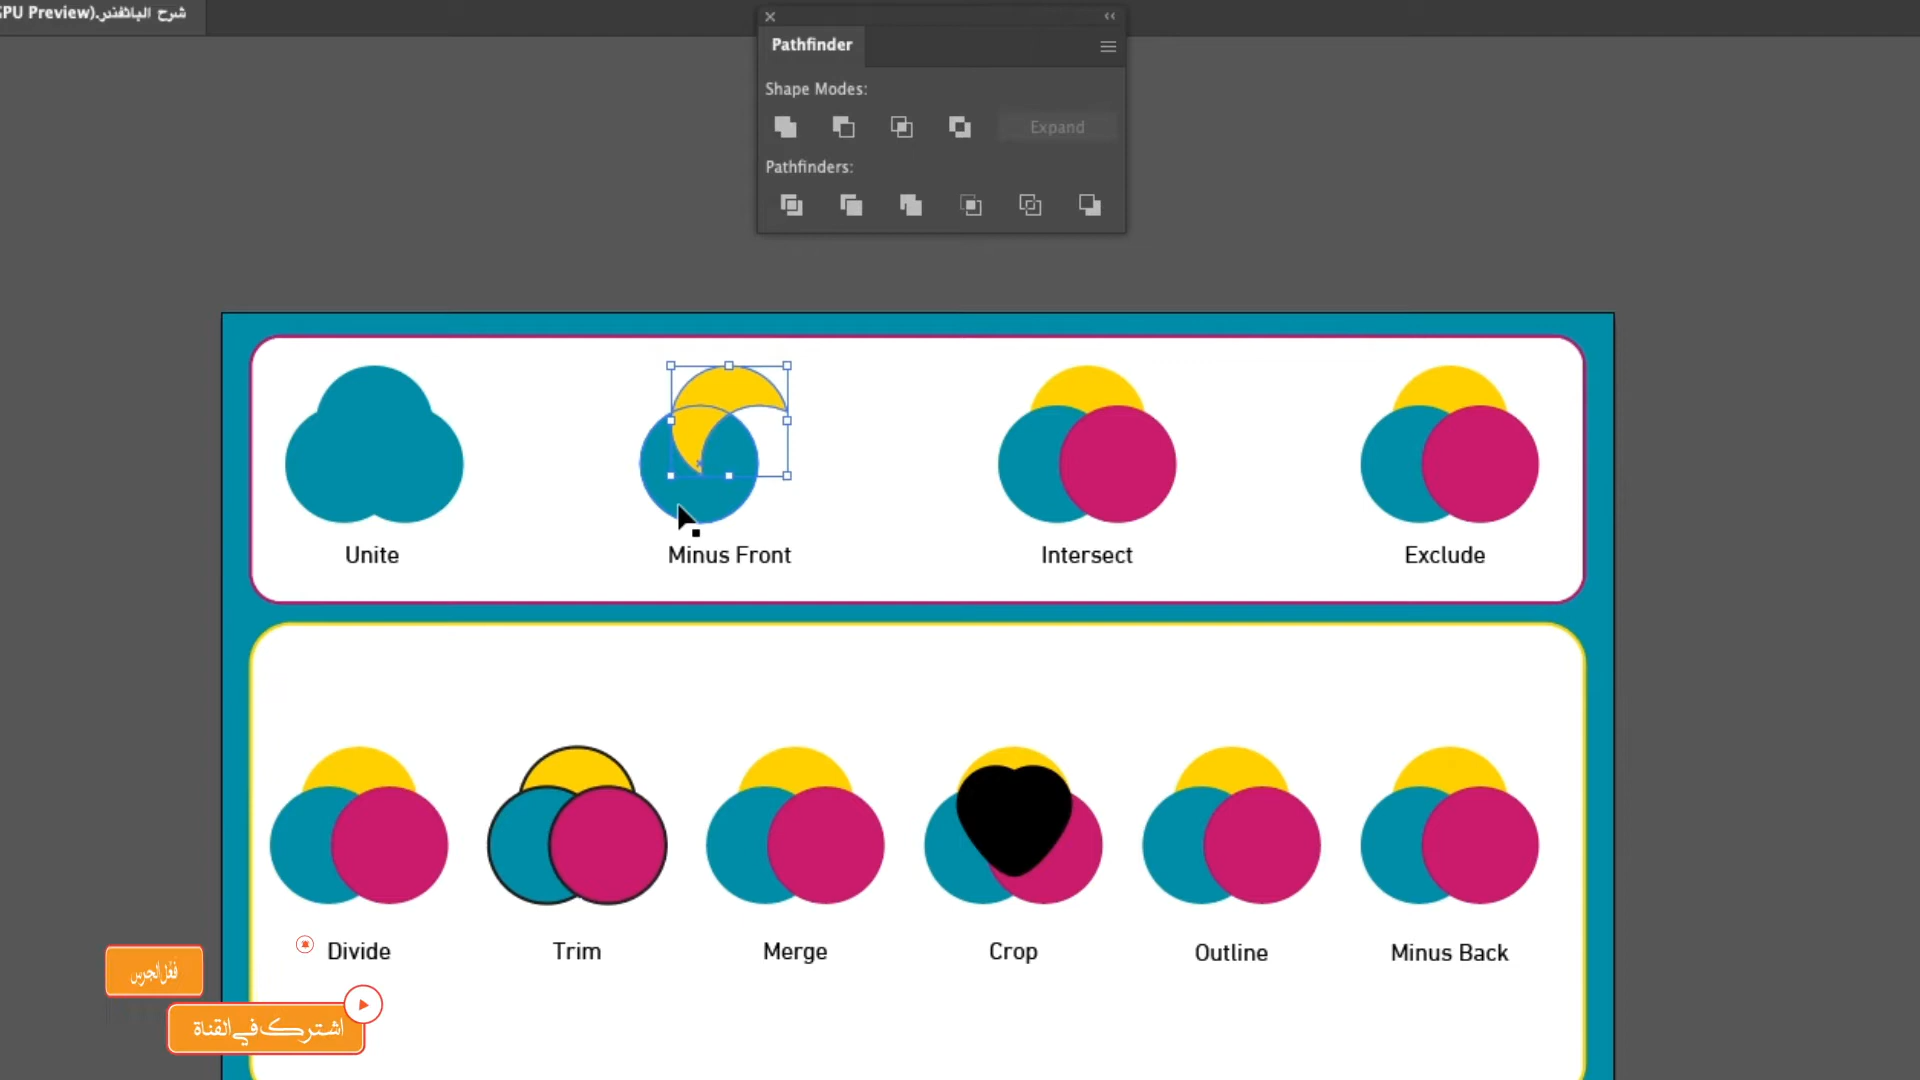 شرح الباثفندر.(GPU Preview
Pathfinder
Shape Modes:
Expand
Pathfinders:
Unite
Minus Front
Intersect
Exclude
Divide
Trim
Merge
Crop
Outline
Minus Back
فَعّل الجرس
اشترك في القناة